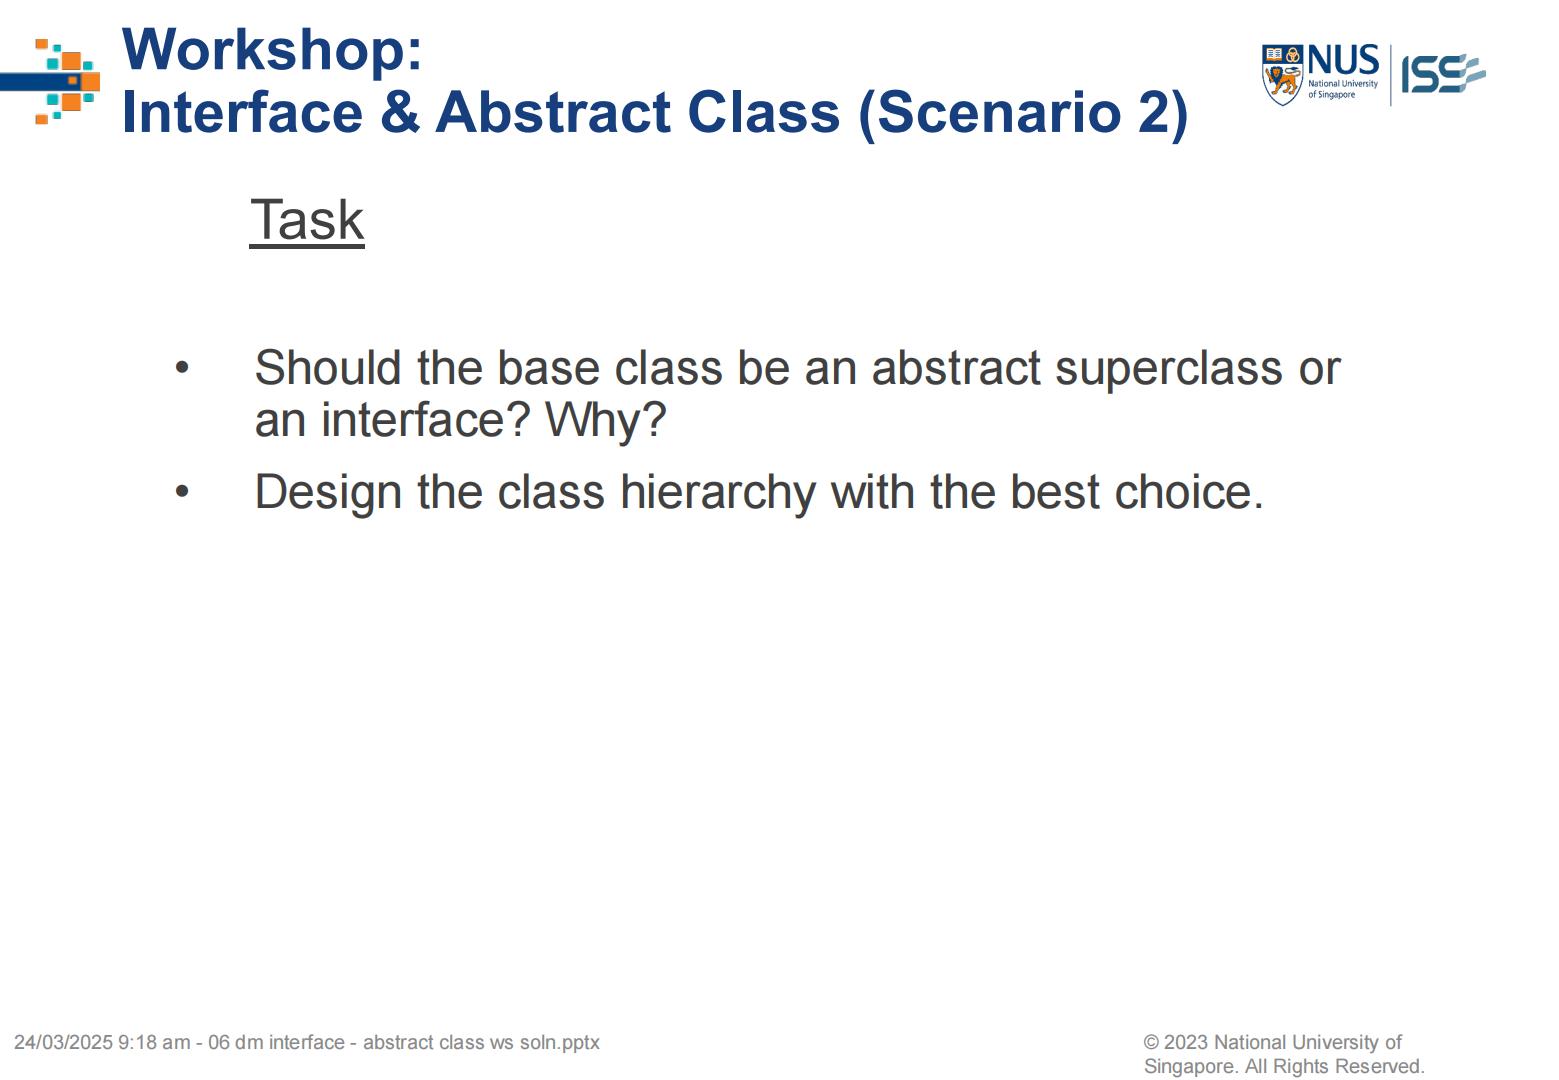 Workshop:
Interface & Abstract Class (Scenario 2)
NUS
National University
of Singapore
ISS
Task
• Should the base class be an abstract superclass or
an interface? Why?
• Design the class hierarchy with the best choice.
24/03/2025 9:18 am - 06 dm interface - abstract class ws soln.pptx
© 2023 National University of
Singapore. All Rights Reserved.